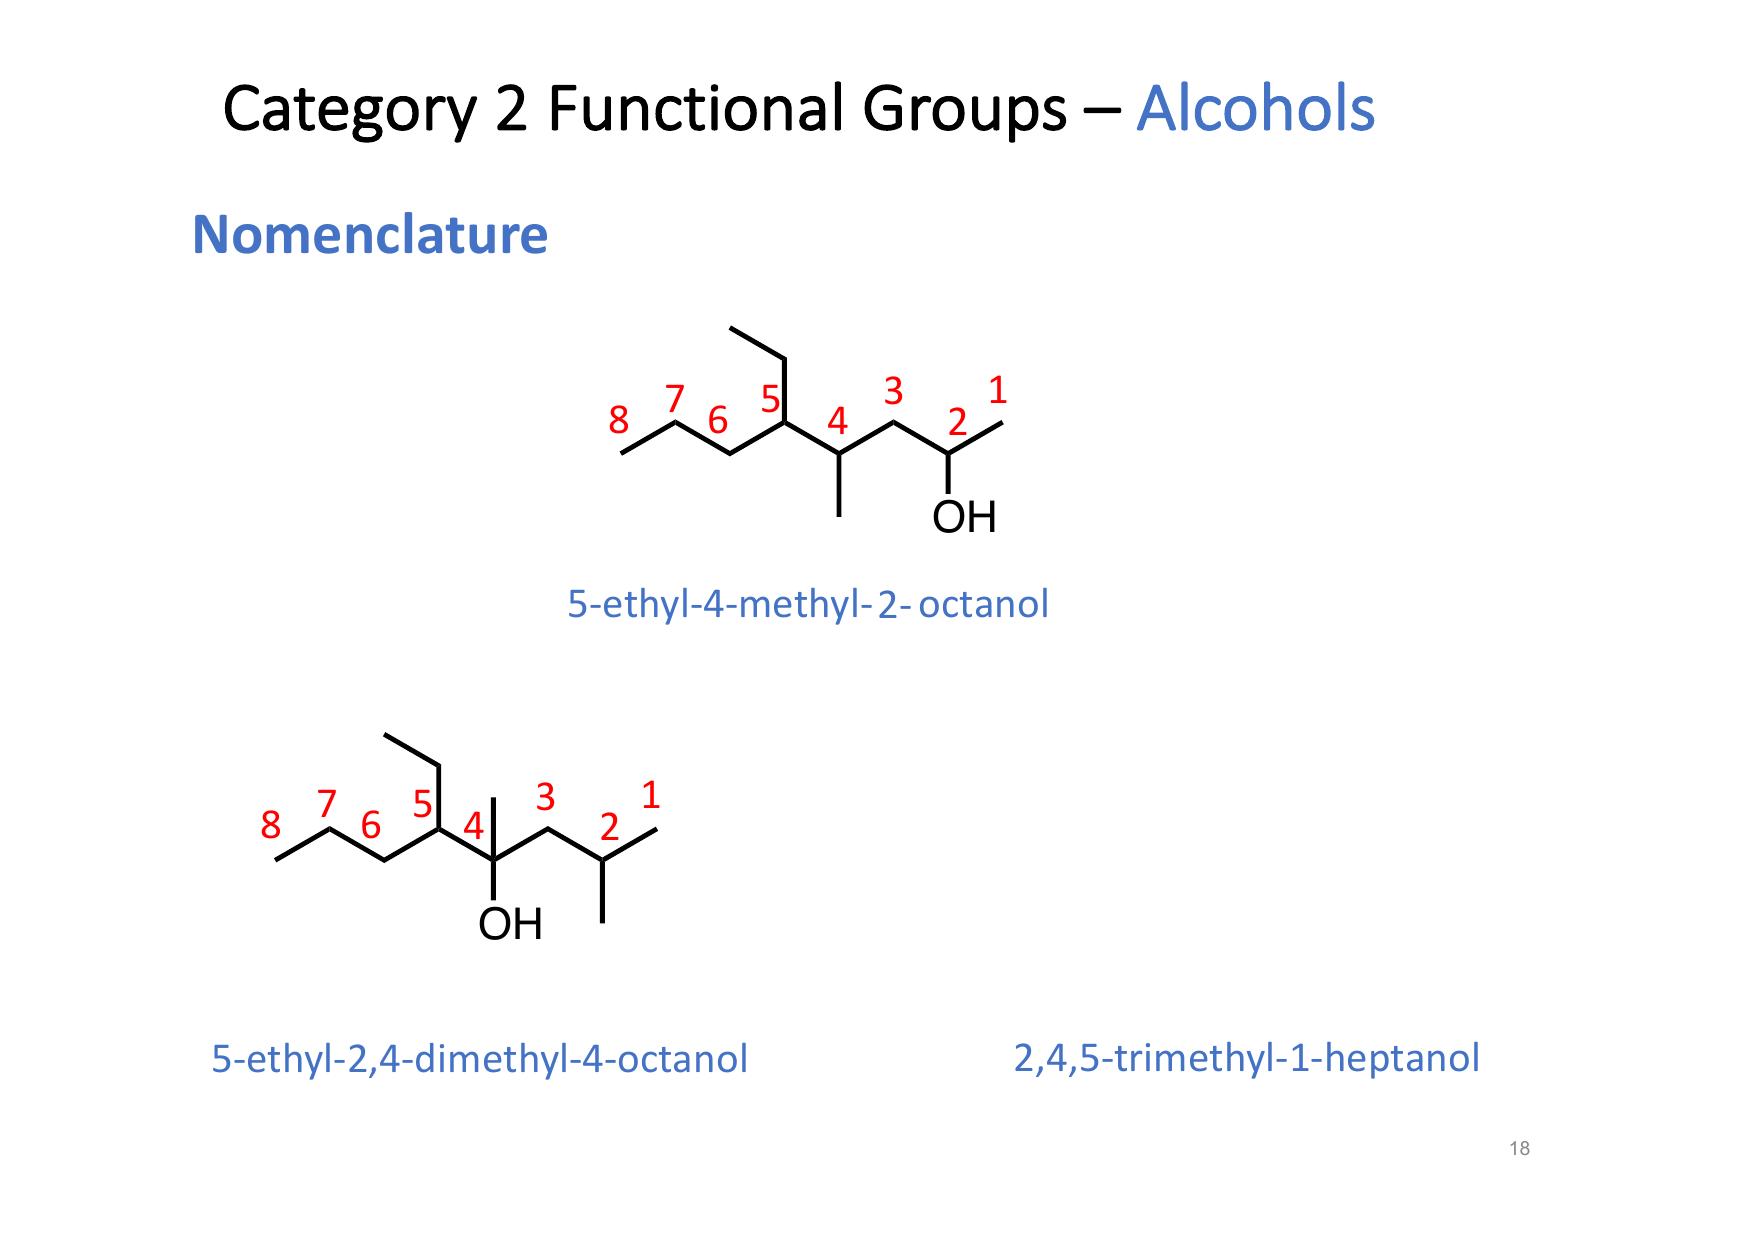 Category 2 Functional Groups – Alcohols
Nomenclature
8 7 6 5 4 3 2 1
OH
5-ethyl-4-methyl-2-octanol
8 7 6 5 4 3 2 1
OH
5-ethyl-2,4-dimethyl-4-octanol
2,4,5-trimethyl-1-heptanol
18